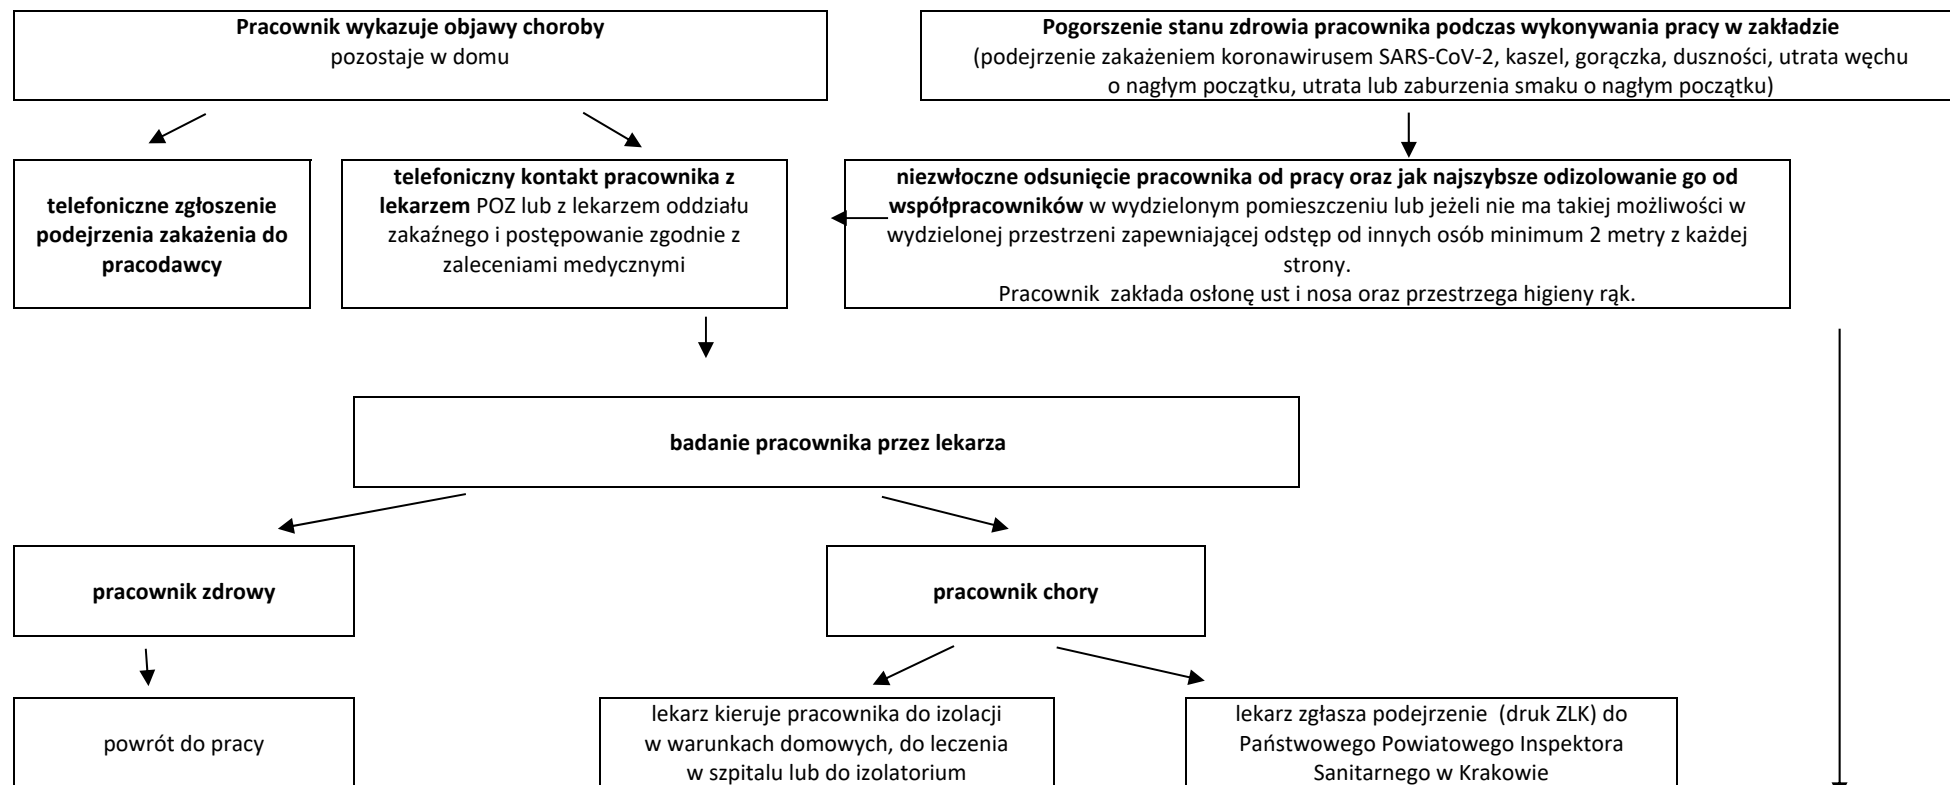 Pracownik wykazuje objawy choroby
pozostaje w domu
Pogorszenie stanu zdrowia pracownika podczas wykonywania pracy w zakładzie
(podejrzenie zakażeniem koronawirusem SARS-CoV-2, kaszel, gorączka, duszności, utrata węchu
o nagłym początku, utrata lub zaburzenia smaku o nagłym początku)
telefoniczne zgłoszenie
podejrzenia zakażenia do
pracodawcy
telefoniczny kontakt pracownika z
lekarzem POZ lub z lekarzem oddziału
zakaźnego i postępowanie zgodnie z
zaleceniami medycznymi
niezwłoczne odsunięcie pracownika od pracy oraz jak najszybsze odizolowanie go od
współpracowników w wydzielonym pomieszczeniu lub jeżeli nie ma takiej możliwości w
wydzielonej przestrzeni zapewniającej odstęp od innych osób minimum 2 metry z każdej
strony.
Pracownik zakłada osłonę ust i nosa oraz przestrzega higieny rąk.
badanie pracownika przez lekarza
pracownik zdrowy
pracownik chory
powrót do pracy
lekarz kieruje pracownika do izolacji
w warunkach domowych, do leczenia
w szpitalu lub do izolatorium
lekarz zgłasza podejrzenie (druk ZLK) do
Państwowego Powiatowego Inspektora
Sanitarnego w Krakowie